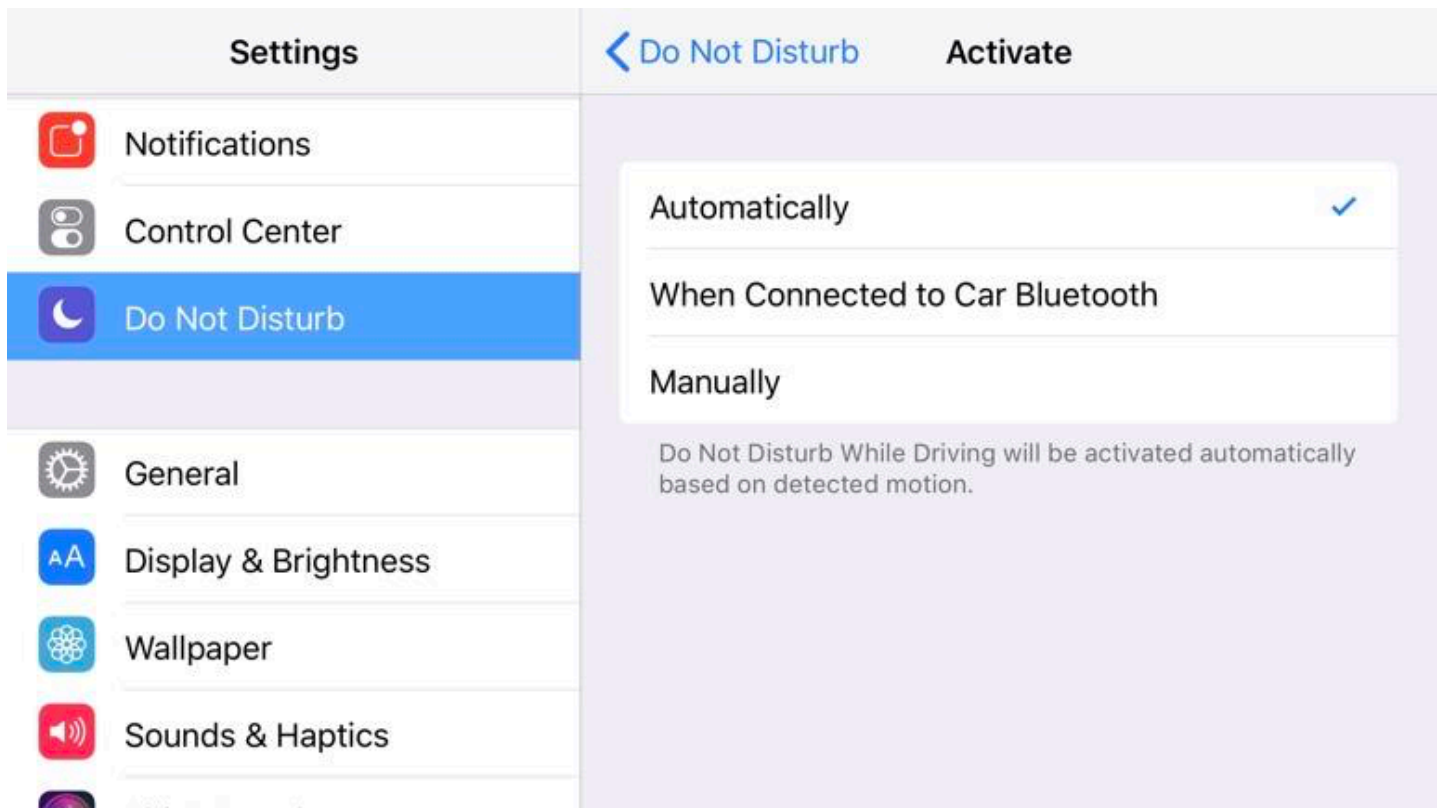 Settings
Notifications
Control Center
Do Not Disturb
General
AA
Display & Brightness
Wallpaper
Sounds & Haptics
Do Not Disturb
Activate
Automatically
When Connected to Car Bluetooth
Manually
Do Not Disturb While Driving will be activated automatically
based on detected motion.